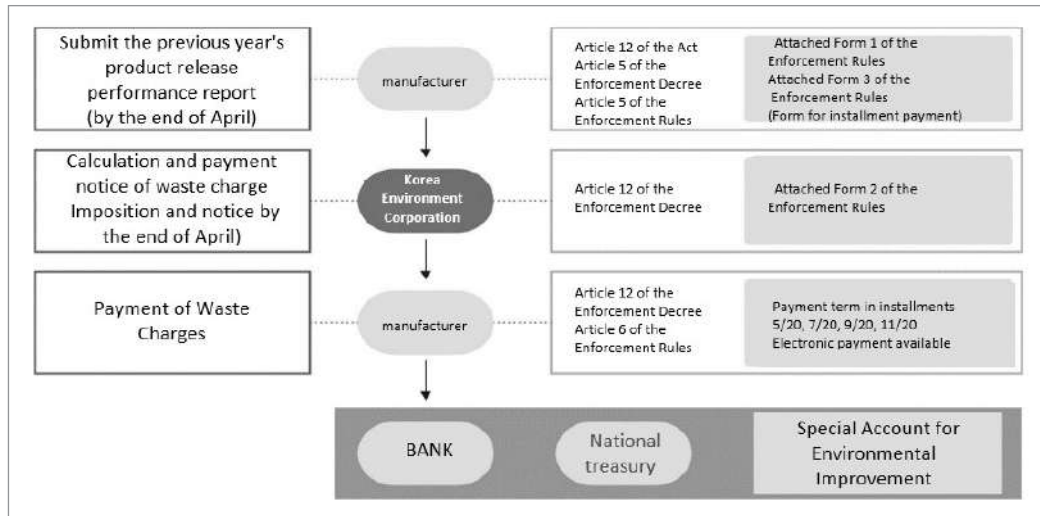 Submit the previous year's
product release
performance report
(by the end of April)
manufacturer
Article 12 of the Act
Article 5 of the
Enforcement Decree
Article 5 of the
Enforcement Rules
Attached Form 1 of the
Enforcement Rules
Attached Form 3 of the
Enforcement Rules
(Form for installment payment)
Calculation and payment
notice of waste charge
Imposition and notice by
the end of April)
Korea
Environment
Corporation
Article 12 of the
Enforcement Decree
Attached Form 2 of the
Enforcement Rules
Payment of Waste
Charges
manufacturer
Article 12 of the
Enforcement Decree
Article 6 of the
Enforcement Rules
Payment term in installments
5/20, 7/20, 9/20, 11/20
Electronic payment available
BANK
National
treasury
Special Account for
Environmental
Improvement